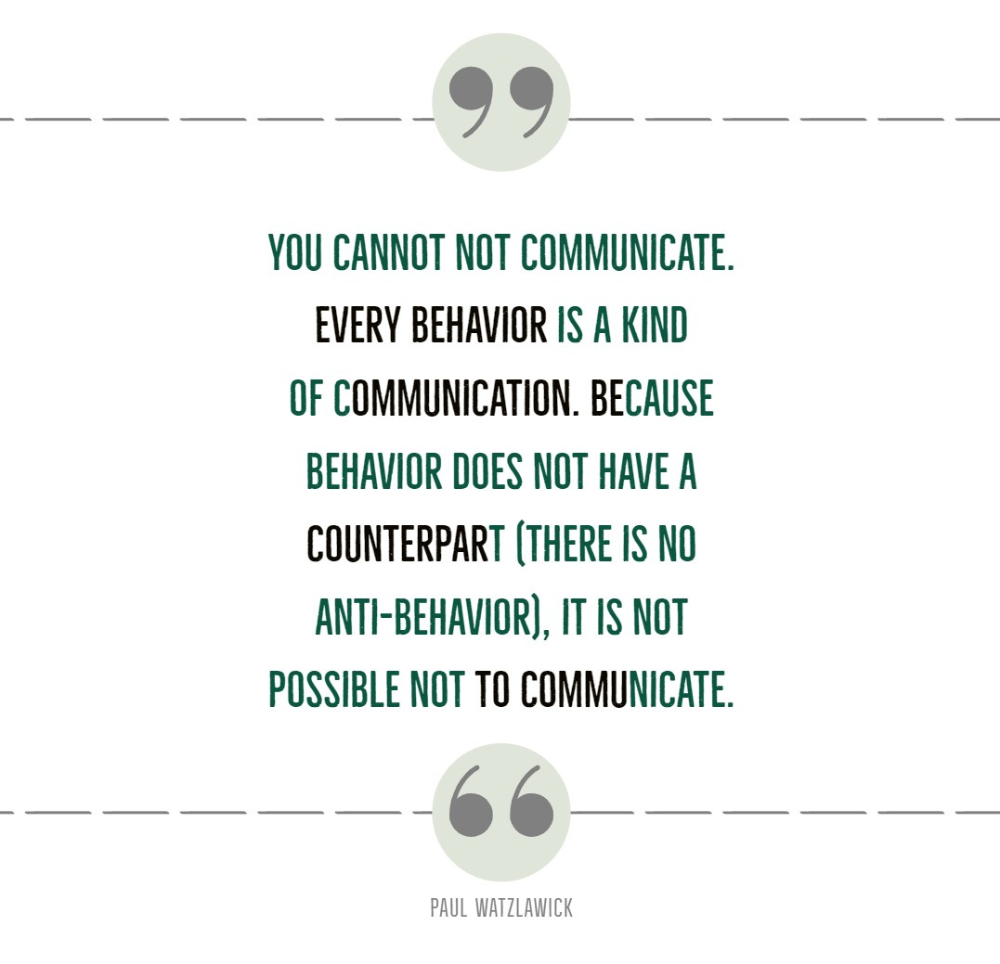 ”
YOU CANNOT NOT COMMUNICATE.
EVERY BEHAVIOR IS A KIND
OF COMMUNICATION. BECAUSE
BEHAVIOR DOES NOT HAVE A
COUNTERPART (THERE IS NO
ANTI-BEHAVIOR), IT IS NOT
POSSIBLE NOT TO COMMUNICATE.
“
PAUL WATZLAWICK